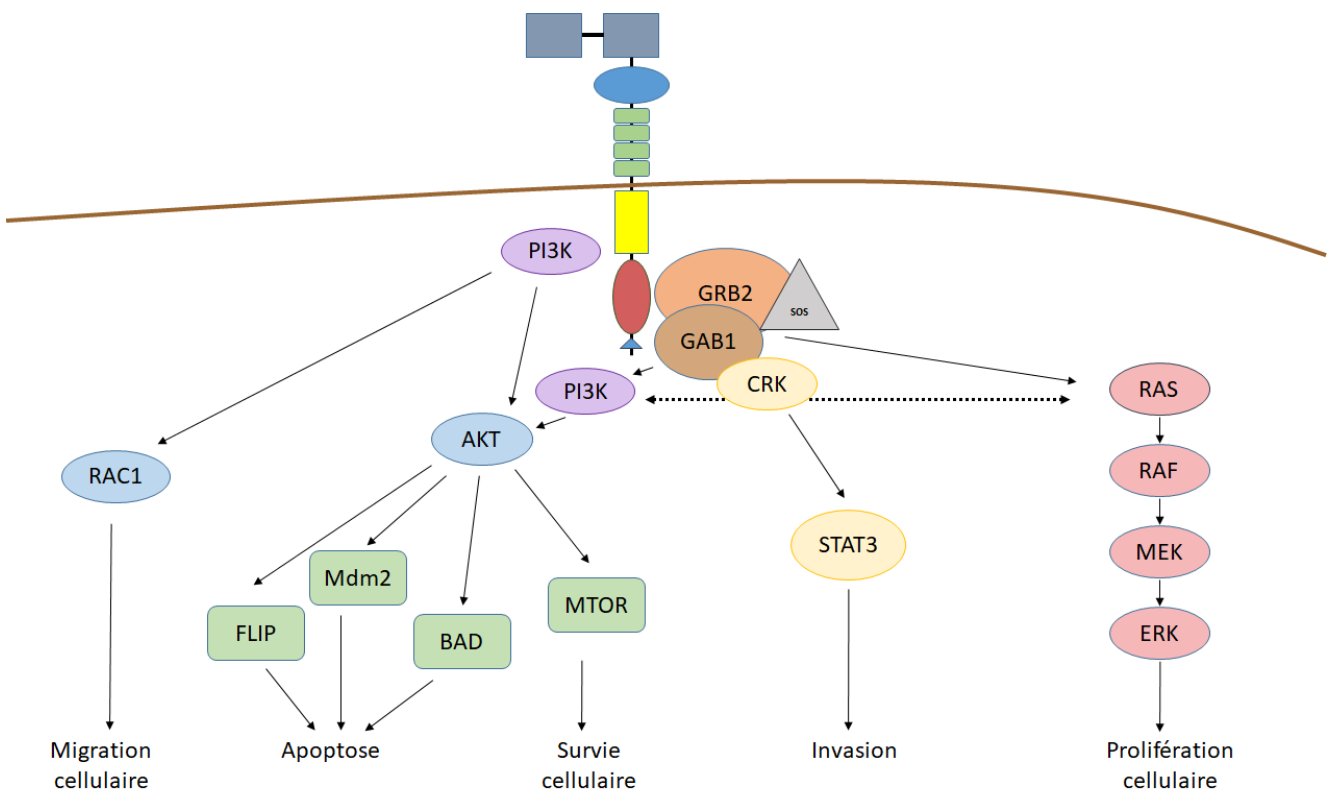 PI3K
GRB2
SOS
GAB1
PI3K
CRK
RAS
AKT
RAC1
RAF
STAT3
MEK
Mdm2
MTOR
FLIP
BAD
ERK
Migration
cellulaire
Apoptose
Survie
cellulaire
Invasion
Prolifération
cellulaire